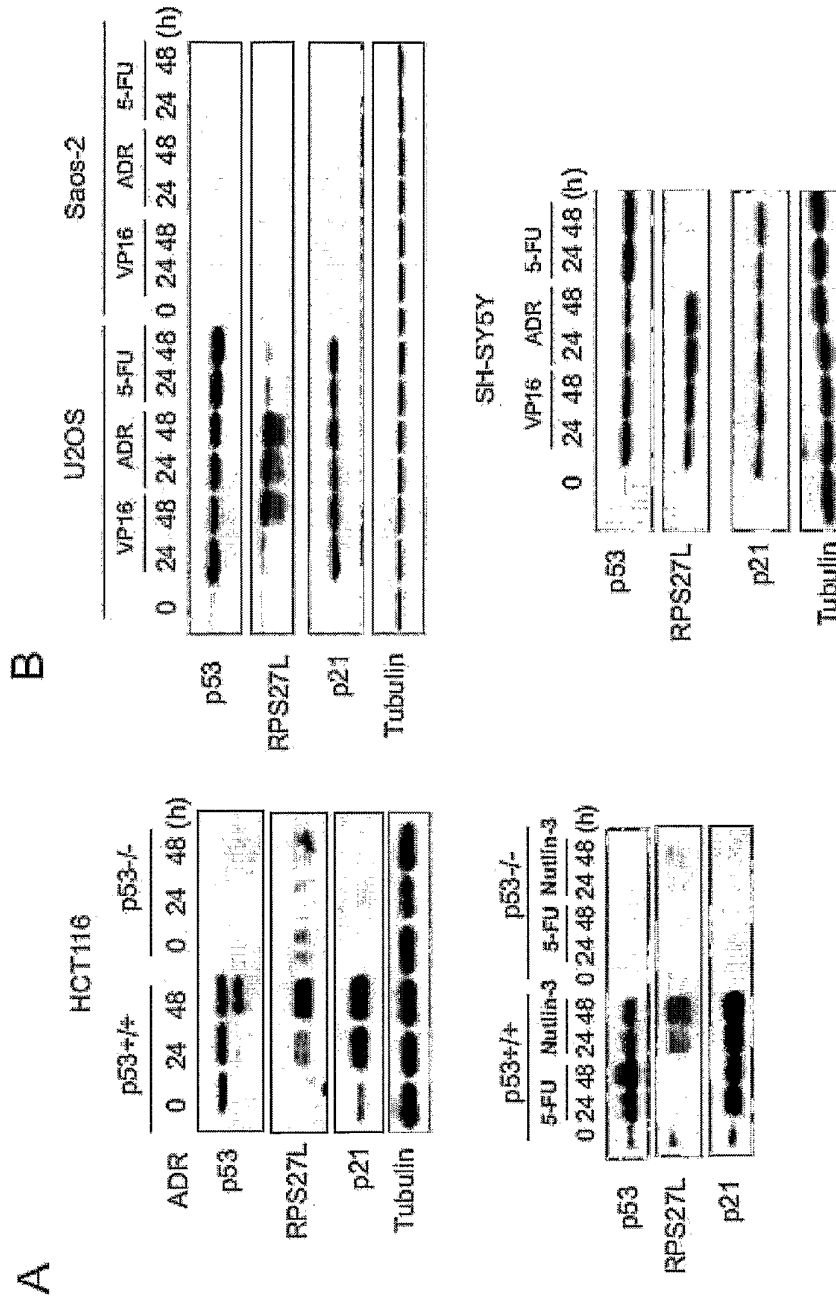 A
HCT116
p53+/+ p53-/-
ADR 0 24 48 0 24 48 (h)
p53
RPS27L
p21
Tubulin
p53+/+ p53-/-
5-FU Nutlin-3 5-FU Nutlin-3
0 24 48 24 48 0 24 48 24 48 (h)
p53
RPS27L
p21
B
U2OS Saos-2
VP16 ADR 5-FU VP16 ADR 5-FU
0 24 48 24 48 24 48 0 24 48 24 48 24 48 (h)
p53
RPS27L
p21
Tubulin
SH-SY5Y
VP16 ADR 5-FU
0 24 48 24 48 24 48 (h)
p53
RPS27L
p21
Tubulin